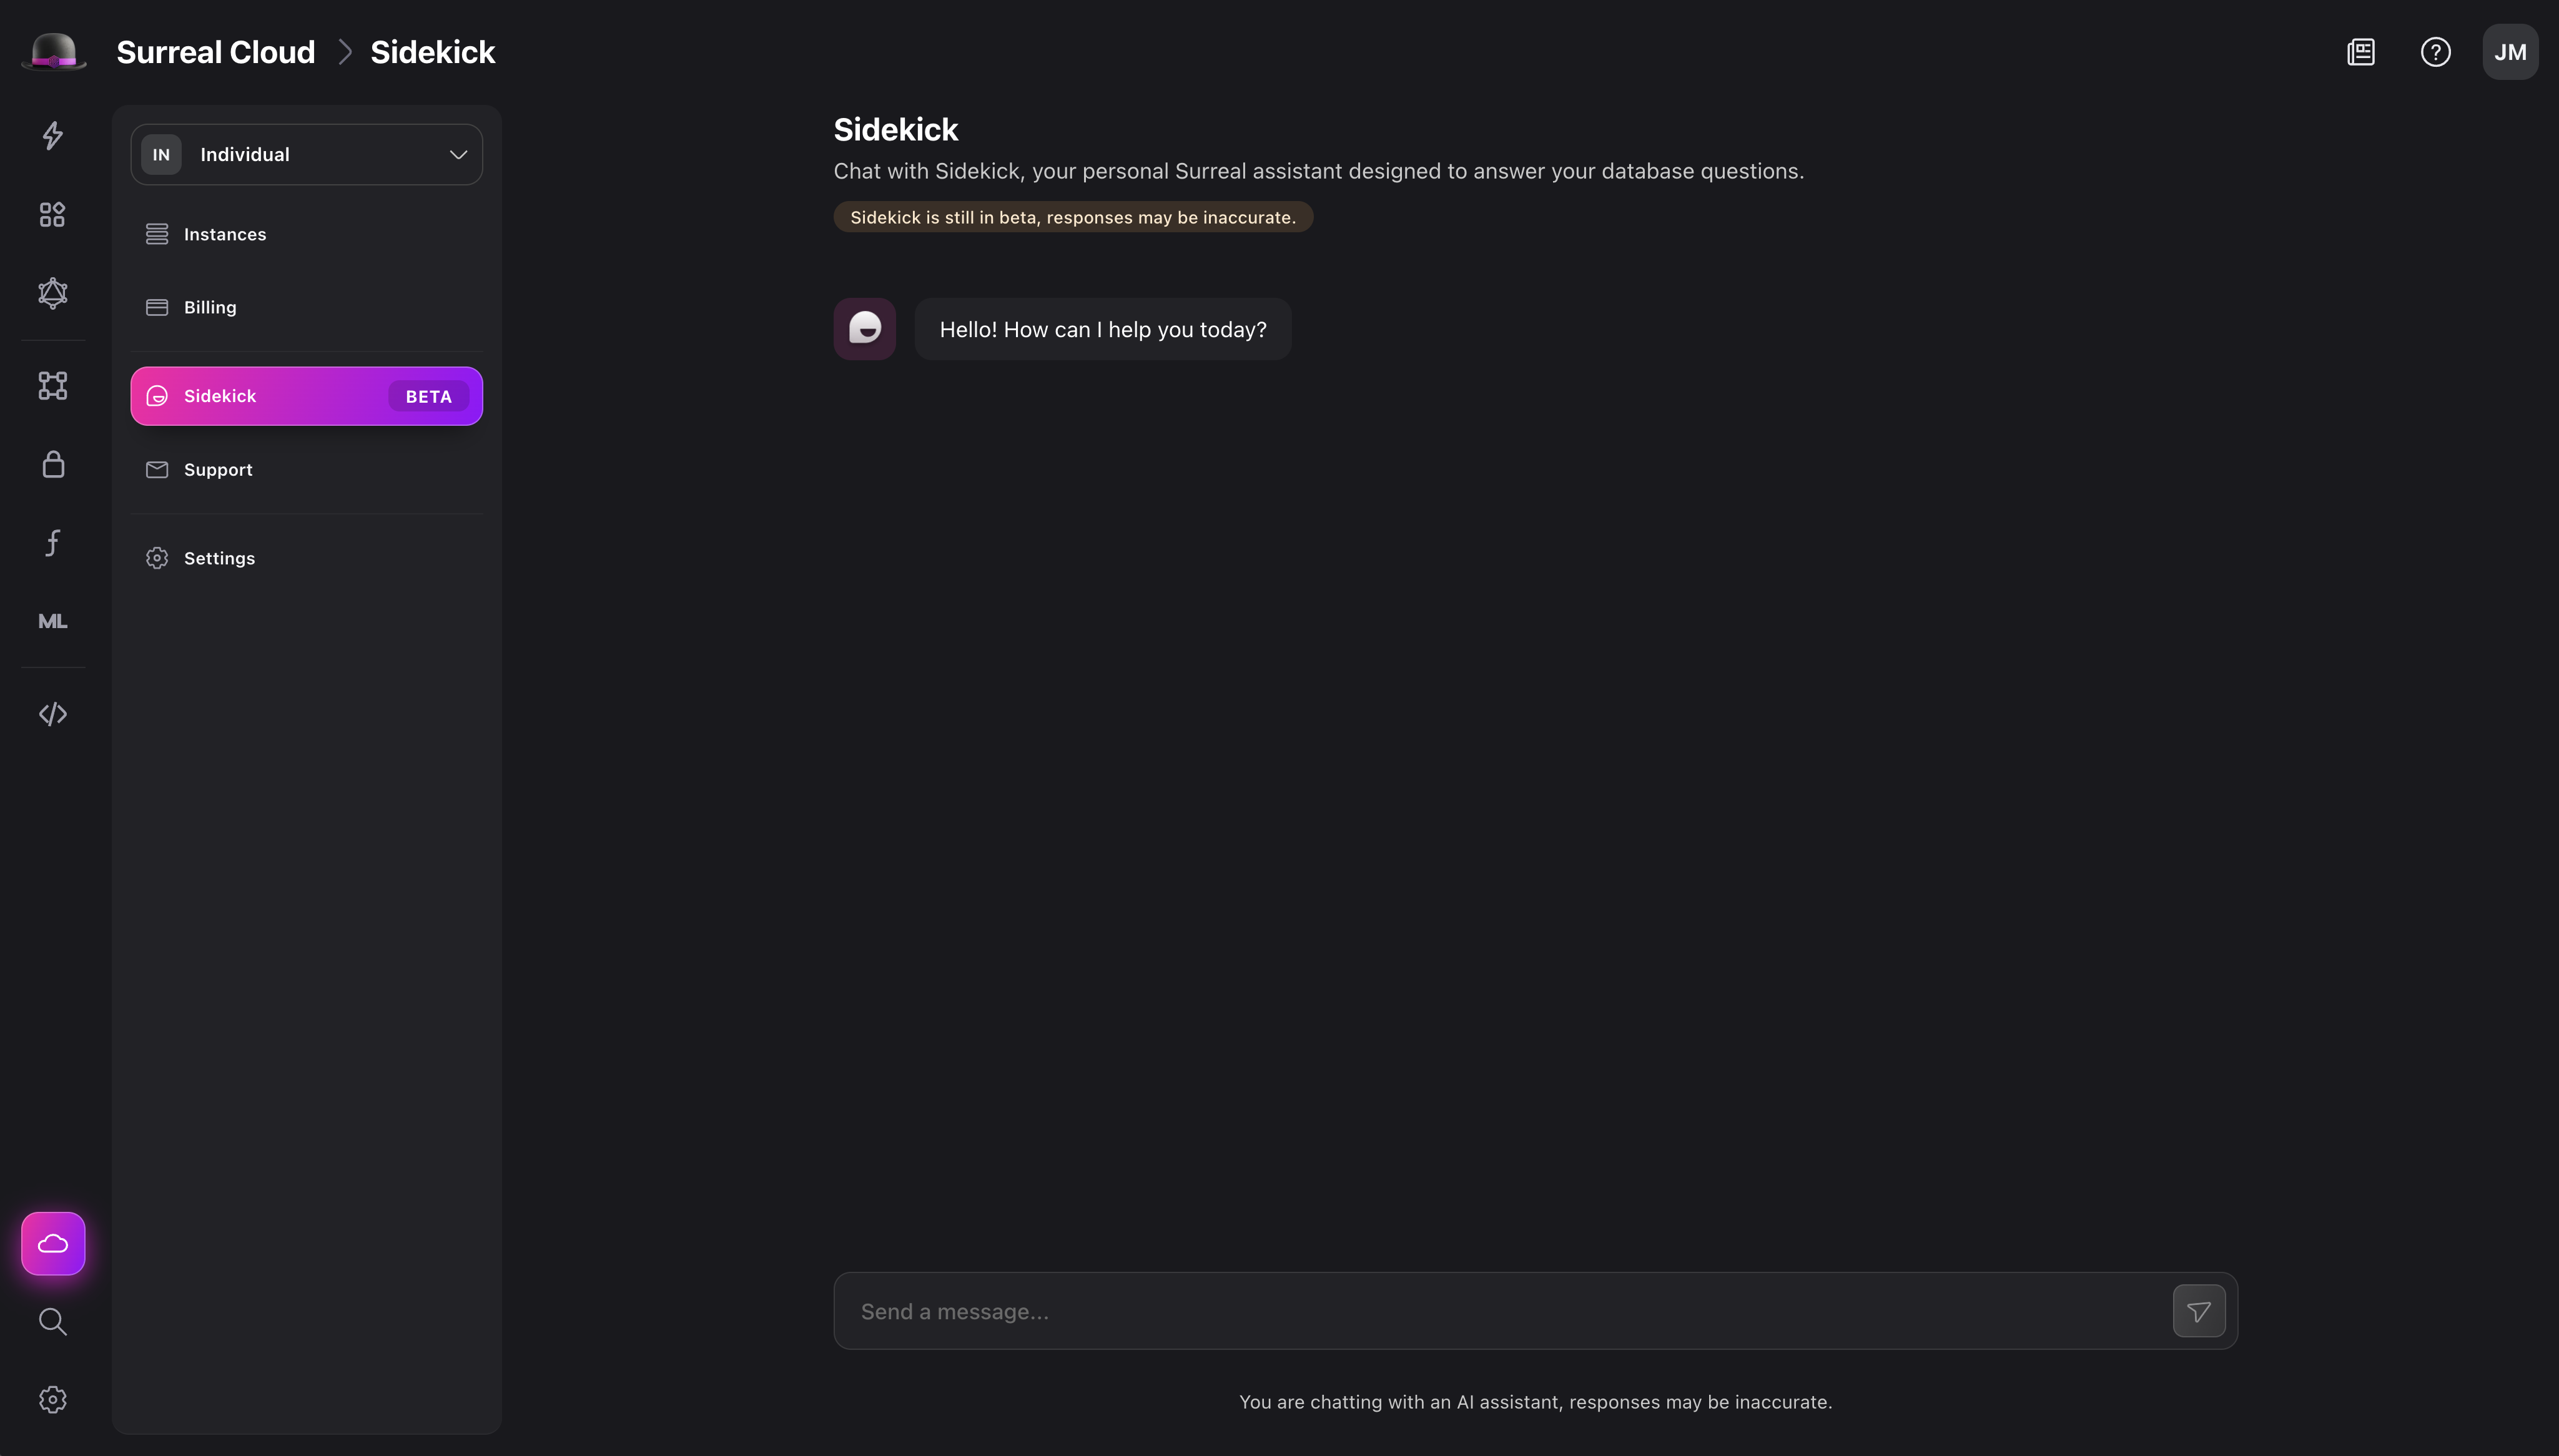 Surreal Cloud > Sidekick
JM
IN Individual
Instances
Billing
Sidekick BETA
Support
Settings
ML
Sidekick
Chat with Sidekick, your personal Surreal assistant designed to answer your database questions.
Sidekick is still in beta, responses may be inaccurate.
Hello! How can I help you today?
Send a message...
You are chatting with an AI assistant, responses may be inaccurate.